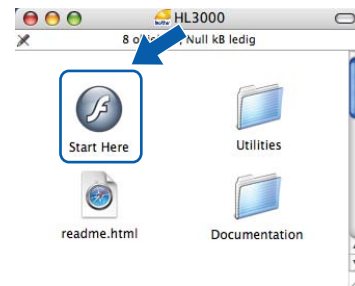 HL3000
8 o , Null kB ledig
Start Here
Utilities
readme.html
Documentation